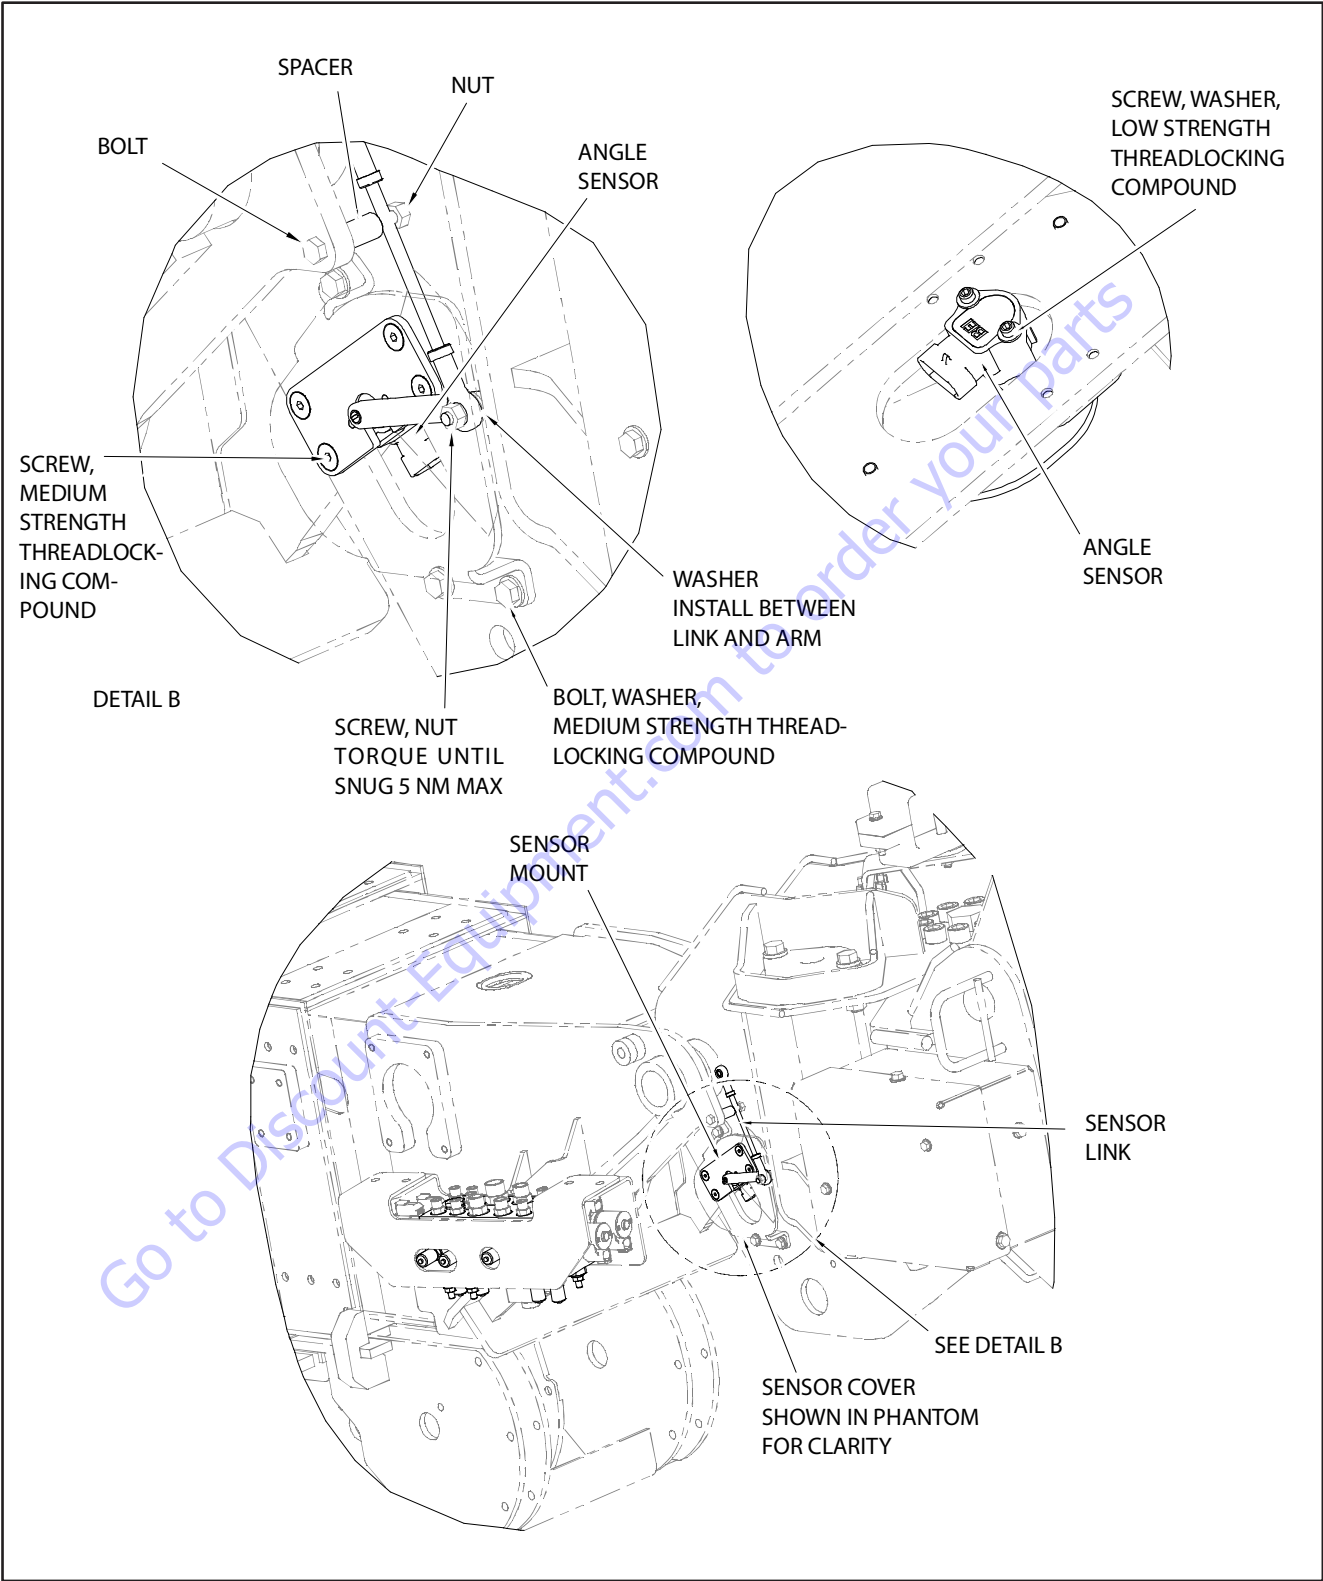 SPACER
NUT
BOLT
ANGLE
SENSOR
SCREW, WASHER,
LOW STRENGTH
THREADLOCKING
COMPOUND
SCREW,
MEDIUM
STRENGTH
THREADLOCK-
ING COM-
POUND
ANGLE
SENSOR
WASHER
INSTALL BETWEEN
LINK AND ARM
DETAIL B
BOLT, WASHER,
MEDIUM STRENGTH THREAD-
LOCKING COMPOUND
SCREW, NUT
TORQUE UNTIL
SNUG 5 NM MAX
SENSOR
MOUNT
SENSOR
LINK
SEE DETAIL B
SENSOR COVER
SHOWN IN PHANTOM
FOR CLARITY
Go to Discount-Equipment.com to order your parts